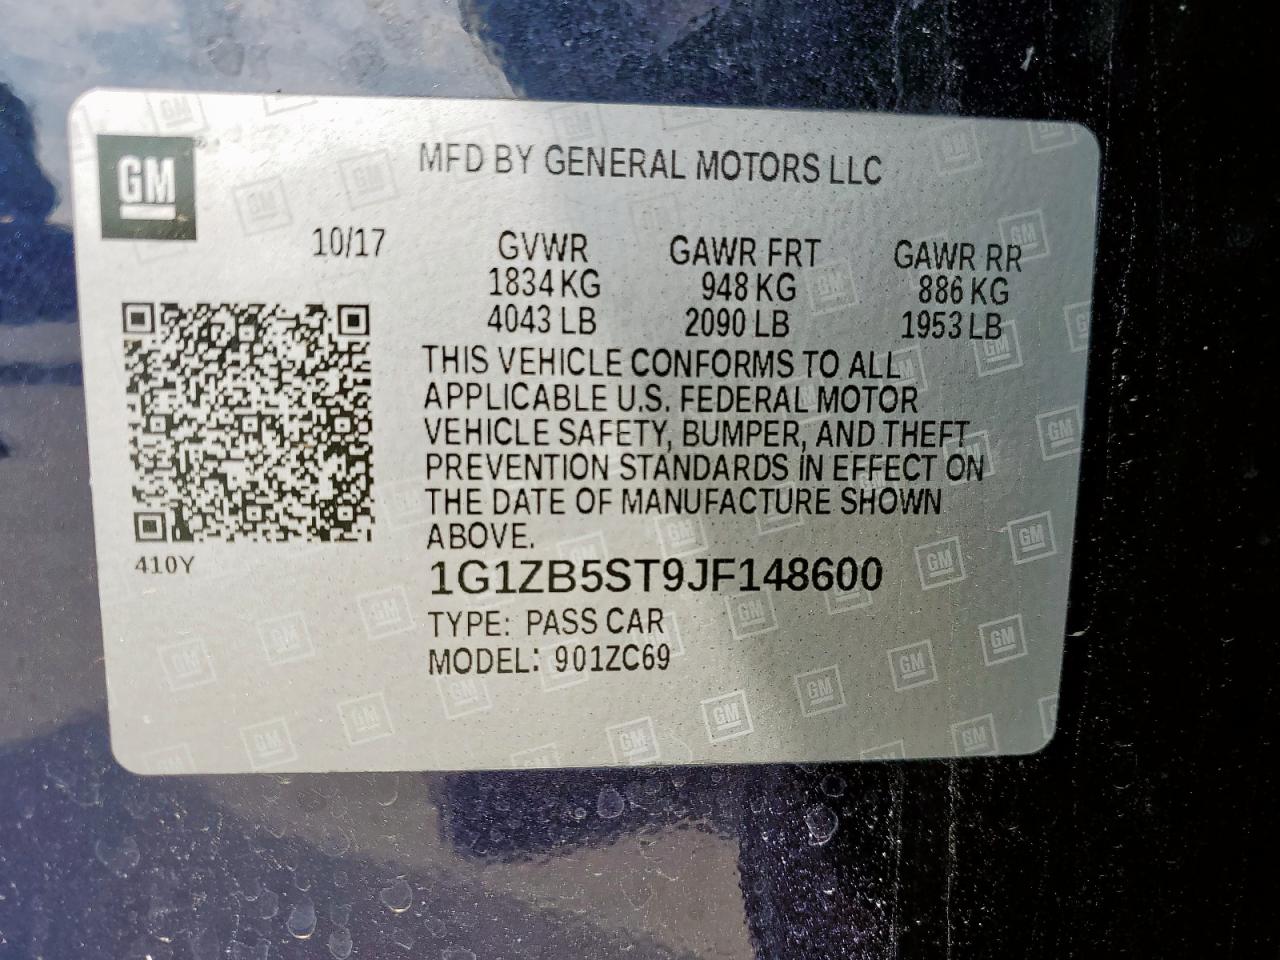 GM
MFD BY GENERAL MOTORS LLC
10/17 GVWR GAWR FRT GAWR RR
1834 KG 948 KG 886 KG
4043 LB 2090 LB 1953 LB
THIS VEHICLE CONFORMS TO ALL
APPLICABLE U.S. FEDERAL MOTOR
VEHICLE SAFETY, BUMPER, AND THEFT
PREVENTION STANDARDS IN EFFECT ON
THE DATE OF MANUFACTURE SHOWN
ABOVE.
410Y
1G1ZB5ST9JF148600
TYPE: PASS CAR
MODEL: 901ZC69